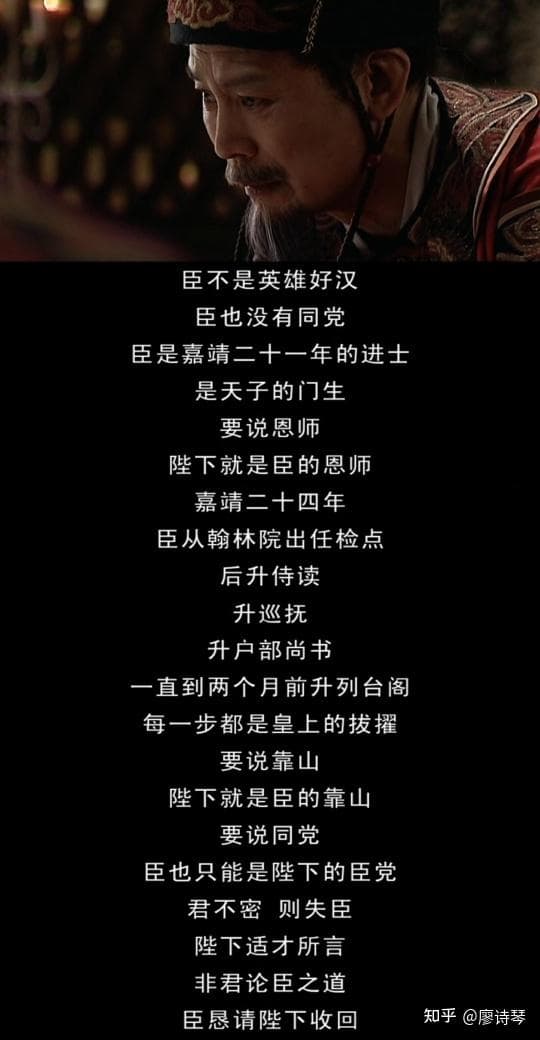 臣不是英雄好汉
臣也没有同党
臣是嘉靖二十一年的进士
是天子的门生
要说恩师
陛下就是臣的恩师
嘉靖二十四年
臣从翰林院出任检点
后升侍读
升巡抚
升户部尚书
一直到两个月前升列台阁
每一步都是皇上的拔擢
要说靠山
陛下就是臣的靠山
要说同党
臣也只能是陛下的臣党
君不密 则失臣
陛下适才所言
非君论臣之道
臣恳请陛下收回
知乎 @廖诗琴